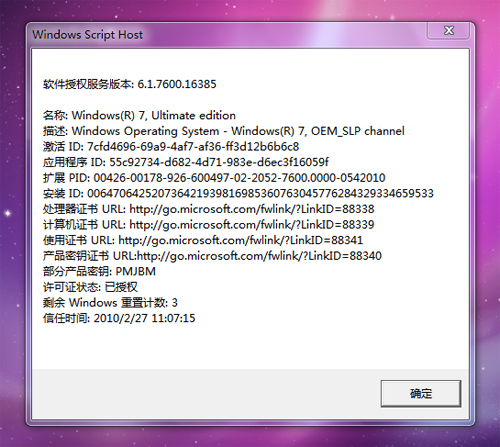 Windows Script Host
软件授权服务版本: 6.1.7600.16385
名称: Windows(R) 7, Ultimate edition
描述: Windows Operating System - Windows(R) 7, OEM_SLP channel
激活 ID: 7cfd4696-69a9-4af7-af36-ff3d12b6b6c8
应用程序 ID: 55c92734-d682-4d71-983e-d6ec3f16059f
扩展 PID: 00426-00178-926-600497-02-2052-7600.0000-0542010
安装 ID: 006470642520736421939816985360763045776284329334659533
处理器证书 URL: http://go.microsoft.com/fwlink/?LinkID=88338
计算机证书 URL: http://go.microsoft.com/fwlink/?LinkID=88339
使用证书 URL: http://go.microsoft.com/fwlink/?LinkID=88341
产品密钥证书 URL:http://go.microsoft.com/fwlink/?LinkID=88340
部分产品密钥: PMJBM
许可证状态: 已授权
剩余 Windows 重置计数: 3
信任时间: 2010/2/27 11:07:15
确定